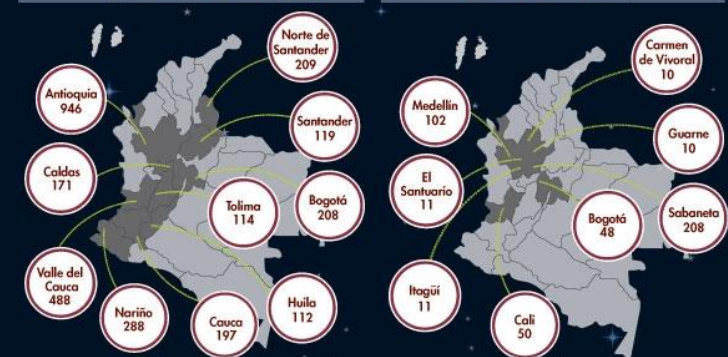 Norte de
Santander
209
Antioquia
946
Santander
119
Caldas
171
Tolima
114
Bogotá
208
Valle del
Cauca
488
Nariño
288
Cauca
197
Huila
112
Carmen
de Vivoral
10
Medellín
102
Guarne
10
El
Santuario
11
Bogotá
48
Sabaneta
208
Itagüí
11
Cali
50